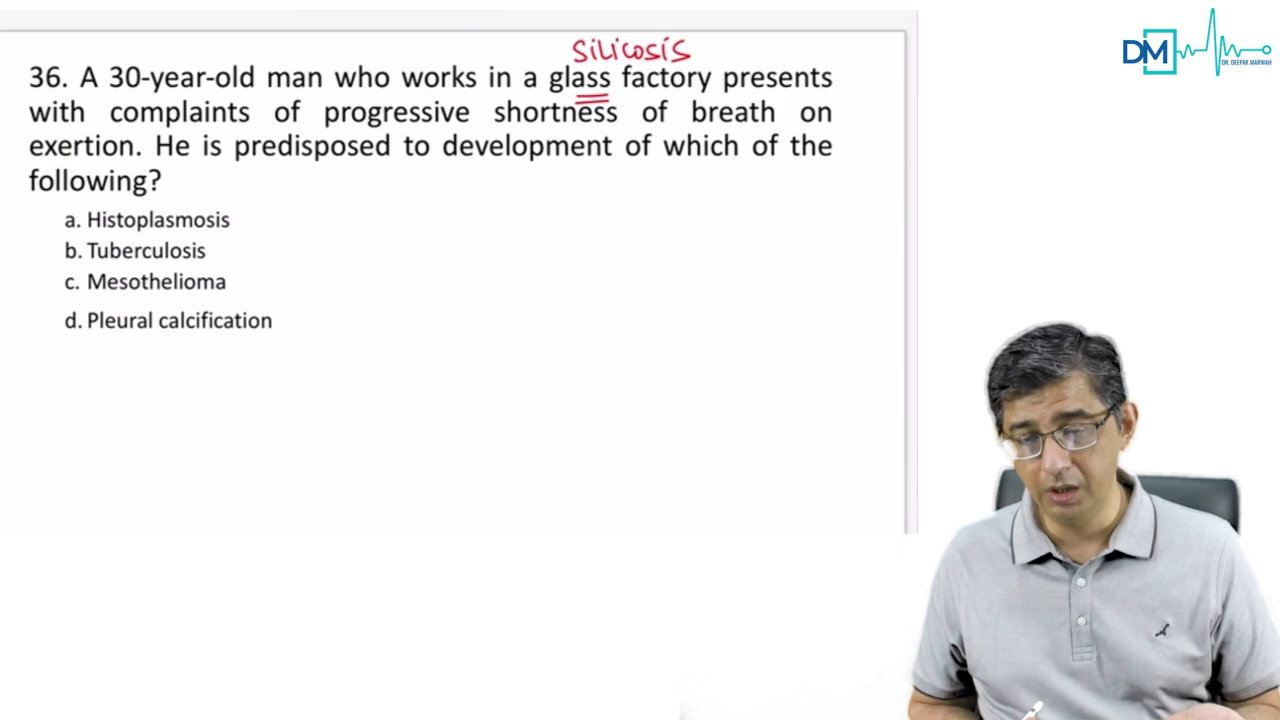 Silicosis
36. A 30-year-old man who works in a glass factory presents
with complaints of progressive shortness of breath on
exertion. He is predisposed to development of which of the
following?
a. Histoplasmosis
b. Tuberculosis
c. Mesothelioma
d. Pleural calcification
DM
DR. DEEPAK MARWAH